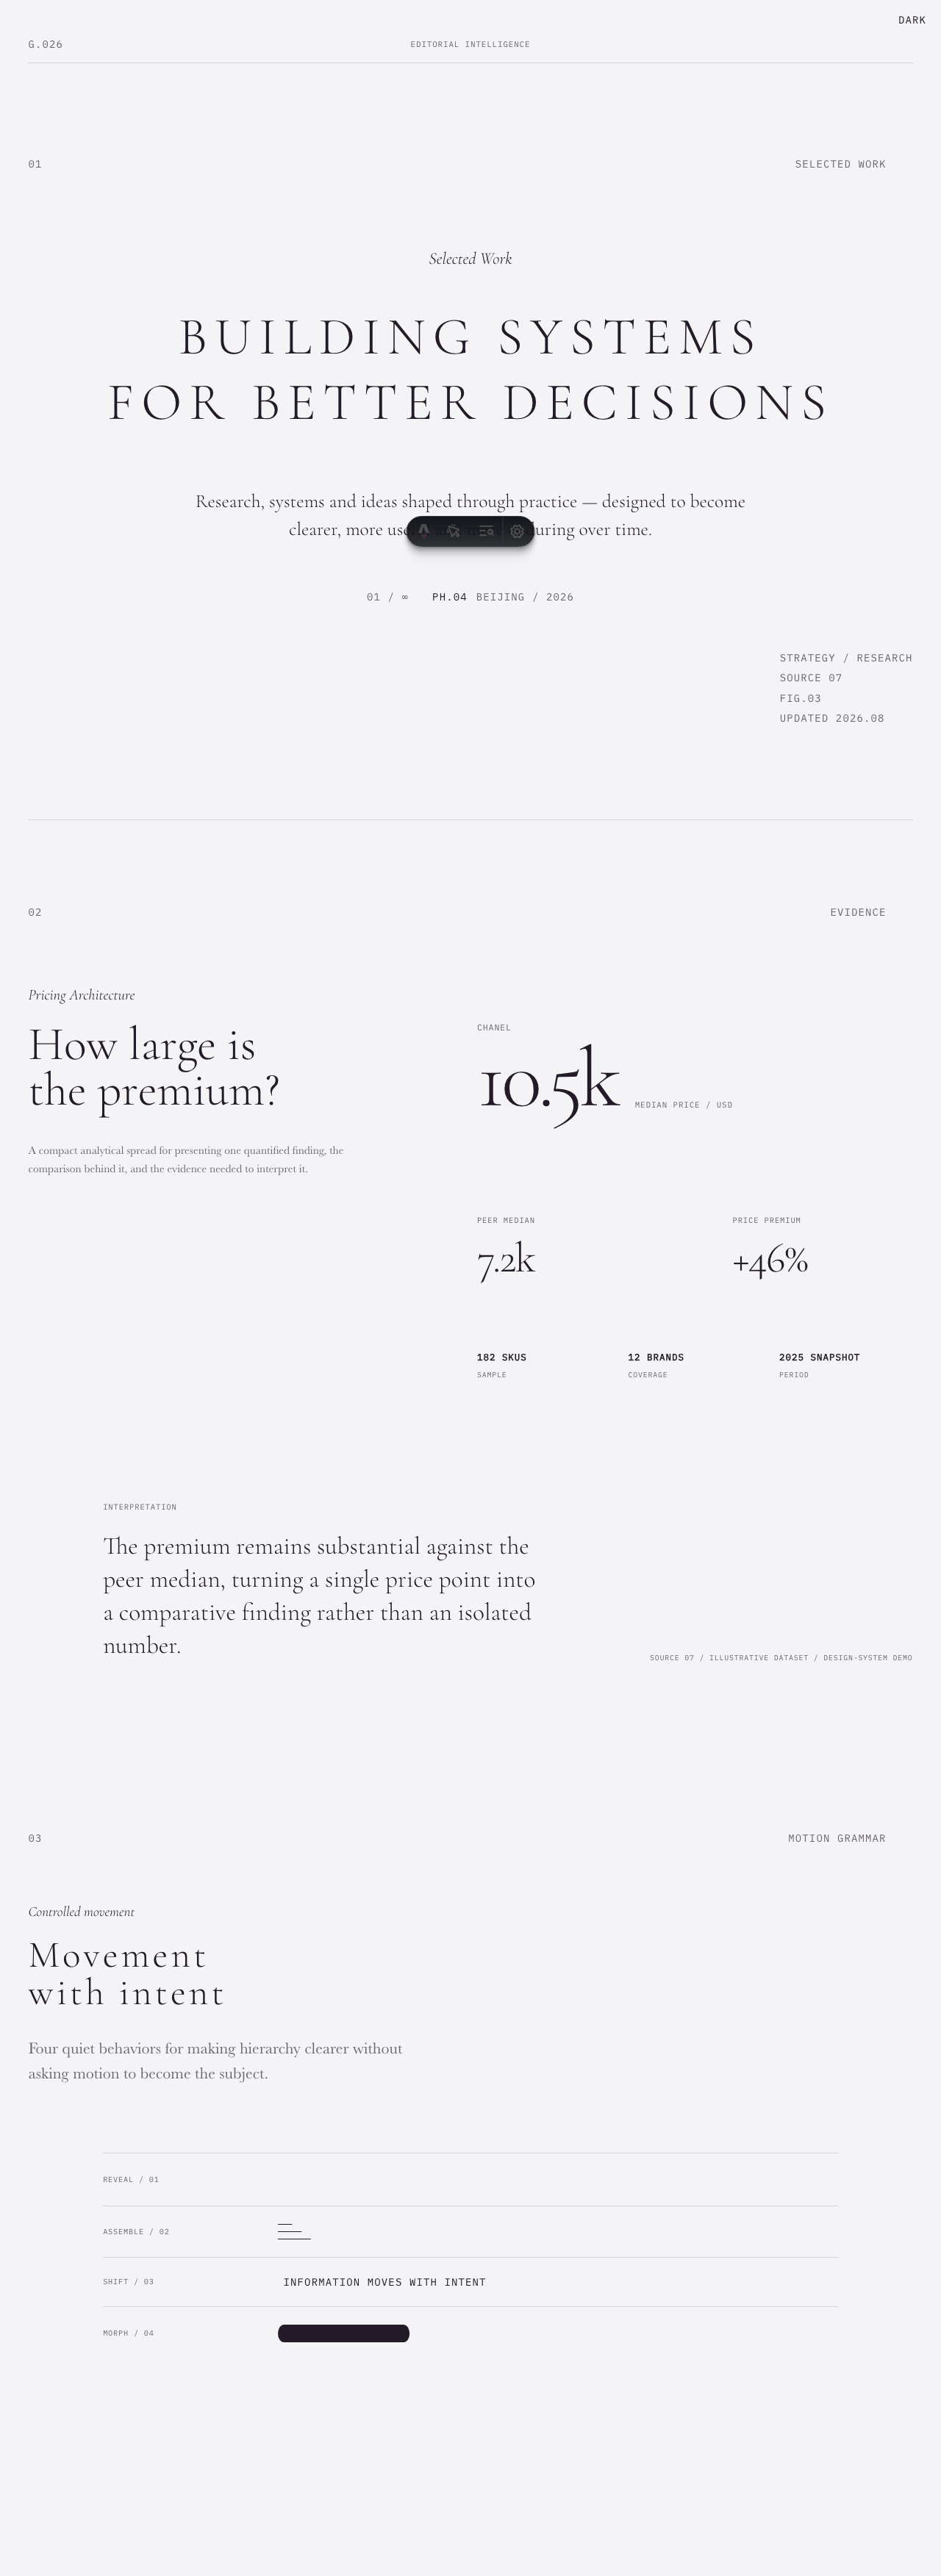 DARK
G.026
EDITORIAL INTELLIGENCE
01
SELECTED WORK
Selected Work
BUILDING SYSTEMS
FOR BETTER DECISIONS
Research, systems and ideas shaped through practice — designed to become
clearer, more
during over time.
01 / ∞ PH.04 BEIJING / 2026
STRATEGY / RESEARCH
SOURCE 07
FIG.03
UPDATED 2026.08
02
EVIDENCE
Pricing Architecture
How large is
the premium?
A compact analytical spread for presenting one quantified finding, the
comparison behind it, and the evidence needed to interpret it.
CHANEL
10.5k
MEDIAN PRICE / USD
PEER MEDIAN
7.2k
PRICE PREMIUM
+46%
182 SKUS
SAMPLE
12 BRANDS
COVERAGE
2025 SNAPSHOT
PERIOD
INTERPRETATION
The premium remains substantial against the
peer median, turning a single price point into
a comparative finding rather than an isolated
number.
SOURCE 07 / ILLUSTRATIVE DATASET / DESIGN-SYSTEM DEMO
03
MOTION GRAMMAR
Controlled movement
Movement
with intent
Four quiet behaviors for making hierarchy clearer without
asking motion to become the subject.
REVEAL / 01
ASSEMBLE / 02
SHIFT / 03
INFORMATION MOVES WITH INTENT
MORPH / 04